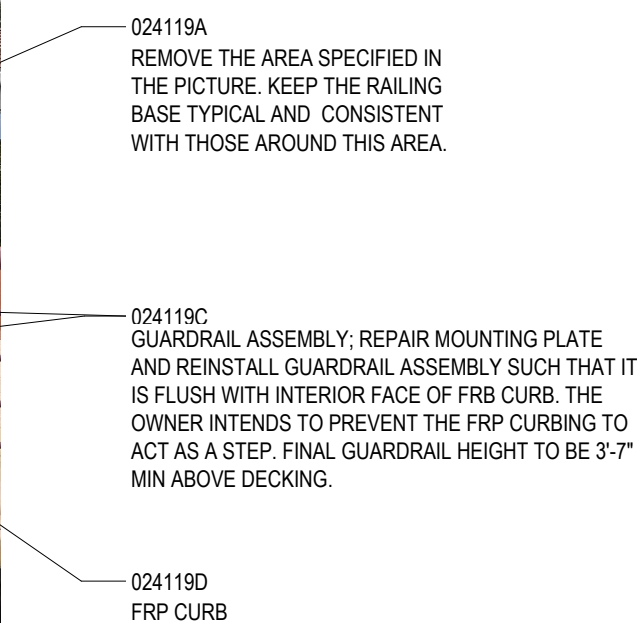 024119A
REMOVE THE AREA SPECIFIED IN
THE PICTURE. KEEP THE RAILING
BASE TYPICAL AND CONSISTENT
WITH THOSE AROUND THIS AREA.
024119C
GUARDRAIL ASSEMBLY; REPAIR MOUNTING PLATE
AND REINSTALL GUARDRAIL ASSEMBLY SUCH THAT IT
IS FLUSH WITH INTERIOR FACE OF FRB CURB. THE
OWNER INTENDS TO PREVENT THE FRP CURBING TO
ACT AS A STEP. FINAL GUARDRAIL HEIGHT TO BE 3'-7"
MIN ABOVE DECKING.
024119D
FRP CURB